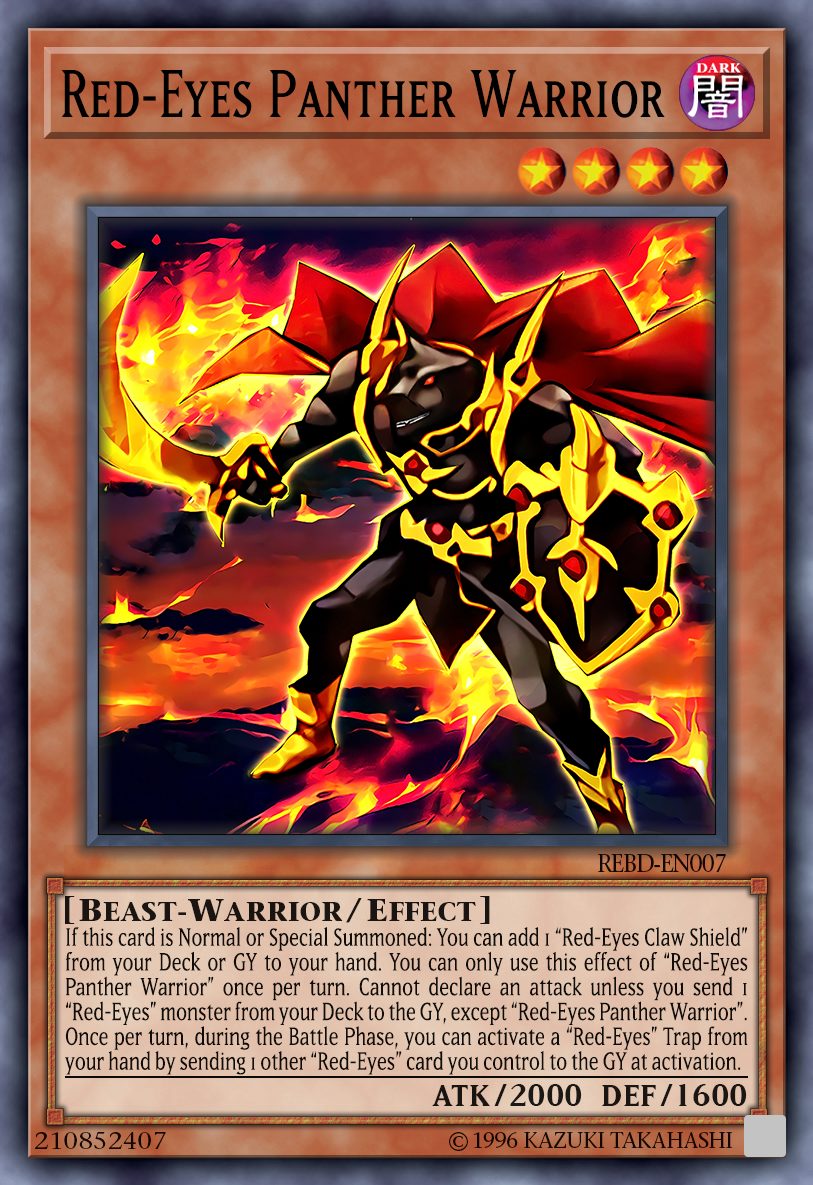 Red-Eyes Panther Warrior
DARK
闇
REBD-EN007
[Beast-Warrior/Effect]
If this card is Normal or Special Summoned: You can add 1 “Red-Eyes Claw Shield”
from your Deck or GY to your hand. You can only use this effect of “Red-Eyes
Panther Warrior” once per turn. Cannot declare an attack unless you send 1
“Red-Eyes” monster from your Deck to the GY, except “Red-Eyes Panther Warrior”.
Once per turn, during the Battle Phase, you can activate a “Red-Eyes” Trap from
your hand by sending 1 other “Red-Eyes” card you control to the GY at activation.
ATK/2000 DEF/1600
210852407
© 1996 KAZUKI TAKAHASHI